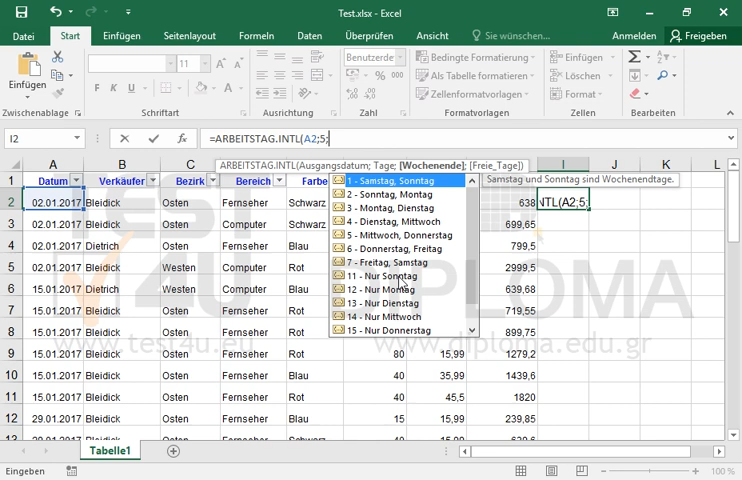 Test.xlsx - Excel
Datei Start Einfügen Seitenlayout Formeln Daten Überprüfen Ansicht Sie wünschen... Anmelden Freigeben
Einfügen
F K U
11
Benutzerde
% 000
Bedingte Formatierung
Als Tabelle formatieren
Zellenformatvorlagen
Einfügen
Löschen
Format
Zwischenablage Schriftart Ausrichtung Zahl Formatvorlagen Zellen Bearbeiten
I2 =ARBEITSTAG.INTL(A2;5;
ARBEITSTAG.INTL(Ausgangsdatum; Tage; [Wochenende]; [Freie_Tage])
A B C D I J K L
1 Datum Verkäufer Bezirk Bereich Farbe
2 02.01.2017 Bleidick Osten Fernseher Schwarz 638 NTL(A2;5;
3 04.01.2017 Bleidick Osten Computer Schwarz 699,65
4 02.01.2017 Dietrich Osten Fernseher Blau 799,5
5 02.01.2017 Bleidick Westen Computer Rot 2999,5
6 15.01.2017 Dietrich Westen Computer Blau 639,68
7 15.01.2017 Bleidick Osten Fernseher Rot 719,55
8 15.01.2017 Bleidick Osten Fernseher Blau 899,75
9 15.01.2017 Bleidick Osten Fernseher Rot 80 15,99 1279,2
10 15.01.2017 Bleidick Osten Fernseher Blau 40 35,99 1439,6
11 15.01.2017 Bleidick Osten Fernseher Rot 40 45,5 1820
12 29.01.2017 Bleidick Osten Fernseher Blau 15 15,99 239,85
13
1 - Samstag, Sonntag
2 - Sonntag, Montag
3 - Montag, Dienstag
4 - Dienstag, Mittwoch
5 - Mittwoch, Donnerstag
6 - Donnerstag, Freitag
7 - Freitag, Samstag
11 - Nur Sonntag
12 - Nur Montag
13 - Nur Dienstag
14 - Nur Mittwoch
15 - Nur Donnerstag
Samstag und Sonntag sind Wochenendtage.
TEST
4U
DIPLOMA
www.test4u.eu www.diploma.edu.gr
Tabelle1
Eingeben 100 %